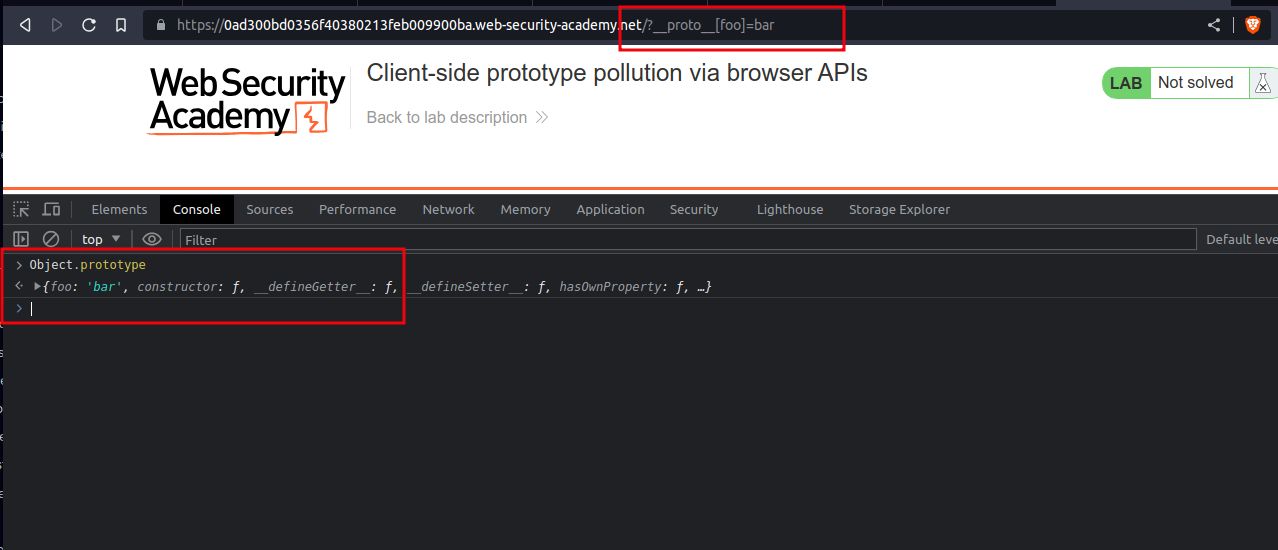 https://0ad300bd0356f40380213feb009900ba.web-security-academy.net/?__proto__[foo]=bar
Web Security
Academy
Client-side prototype pollution via browser APIs
Back to lab description
LAB Not solved
Elements Console Sources Performance Network Memory Application Security Lighthouse Storage Explorer
top Filter Default leve
> Object.prototype
{foo: 'bar', constructor: ƒ, __defineGetter__: ƒ, __defineSetter__: ƒ, hasOwnProperty: ƒ, …}
>